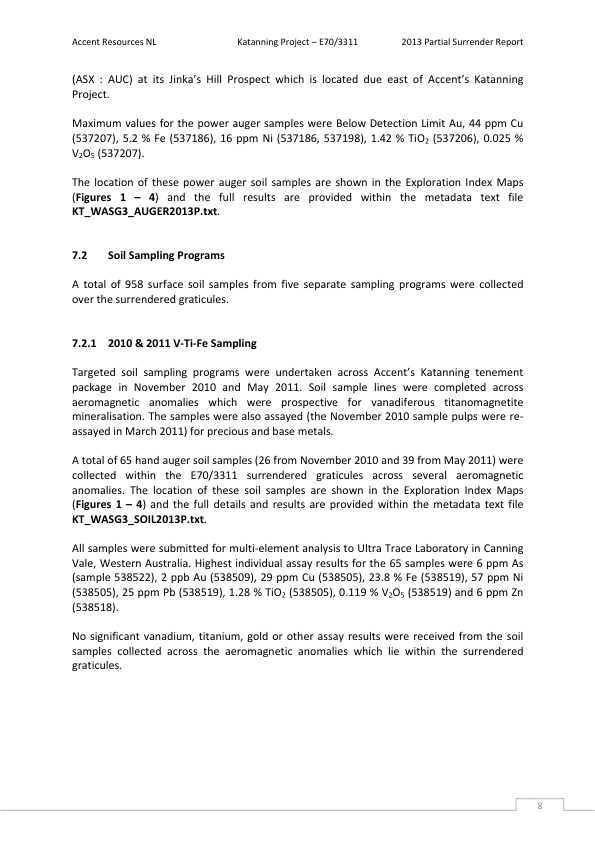 Accent Resources NL Katanning Project – E70/3311 2013 Partial Surrender Report
(ASX : AUC) at its Jinka’s Hill Prospect which is located due east of Accent’s Katanning
Project.
Maximum values for the power auger samples were Below Detection Limit Au, 44 ppm Cu
(537207), 5.2 % Fe (537186), 16 ppm Ni (537186, 537198), 1.42 % TiO₂ (537206), 0.025 %
V₂O₅ (537207).
The location of these power auger soil samples are shown in the Exploration Index Maps
(Figures 1 – 4) and the full results are provided within the metadata text file
KT_WASG3_AUGER2013P.txt.
7.2 Soil Sampling Programs
A total of 958 surface soil samples from five separate sampling programs were collected
over the surrendered graticules.
7.2.1 2010 & 2011 V-Ti-Fe Sampling
Targeted soil sampling programs were undertaken across Accent’s Katanning tenement
package in November 2010 and May 2011. Soil sample lines were completed across
aeromagnetic anomalies which were prospective for vanadiferous titanomagnetite
mineralisation. The samples were also assayed (the November 2010 sample pulps were re-
assayed in March 2011) for precious and base metals.
A total of 65 hand auger soil samples (26 from November 2010 and 39 from May 2011) were
collected within the E70/3311 surrendered graticules across several aeromagnetic
anomalies. The location of these soil samples are shown in the Exploration Index Maps
(Figures 1 – 4) and the full details and results are provided within the metadata text file
KT_WASG3_SOIL2013P.txt.
All samples were submitted for multi-element analysis to Ultra Trace Laboratory in Canning
Vale, Western Australia. Highest individual assay results for the 65 samples were 6 ppm As
(sample 538522), 2 ppb Au (538509), 29 ppm Cu (538505), 23.8 % Fe (538519), 57 ppm Ni
(538505), 25 ppm Pb (538519), 1.28 % TiO₂ (538505), 0.119 % V₂O₅ (538519) and 6 ppm Zn
(538518).
No significant vanadium, titanium, gold or other assay results were received from the soil
samples collected across the aeromagnetic anomalies which lie within the surrendered
graticules.
8